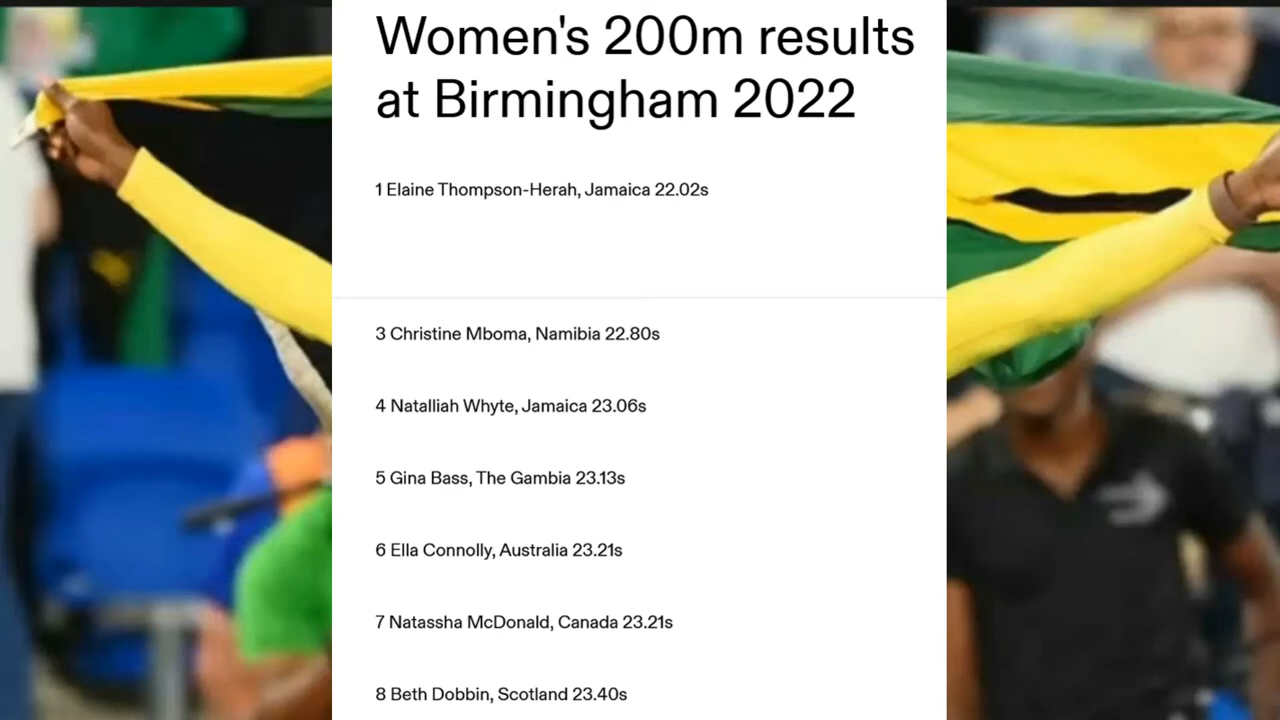 Women's 200m results
at Birmingham 2022
1 Elaine Thompson-Herah, Jamaica 22.02s
3 Christine Mboma, Namibia 22.80s
4 Natalliah Whyte, Jamaica 23.06s
5 Gina Bass, The Gambia 23.13s
6 Ella Connolly, Australia 23.21s
7 Natassha McDonald, Canada 23.21s
8 Beth Dobbin, Scotland 23.40s